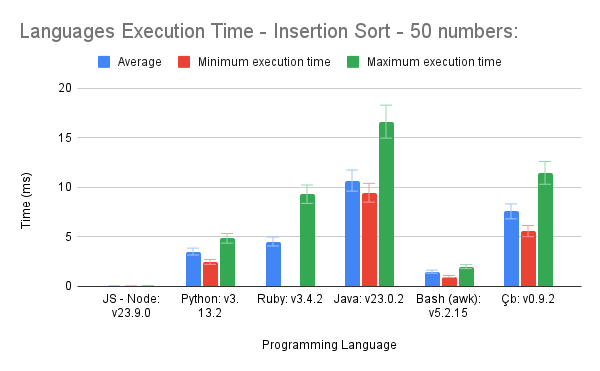 Languages Execution Time - Insertion Sort - 50 numbers:
Average Minimum execution time Maximum execution time
20
15
10
5
0
Time (ms)
JS - Node: v23.9.0
Python: v3.13.2
Ruby: v3.4.2
Java: v23.0.2
Bash (awk): v5.2.15
Çb: v0.9.2
Programming Language